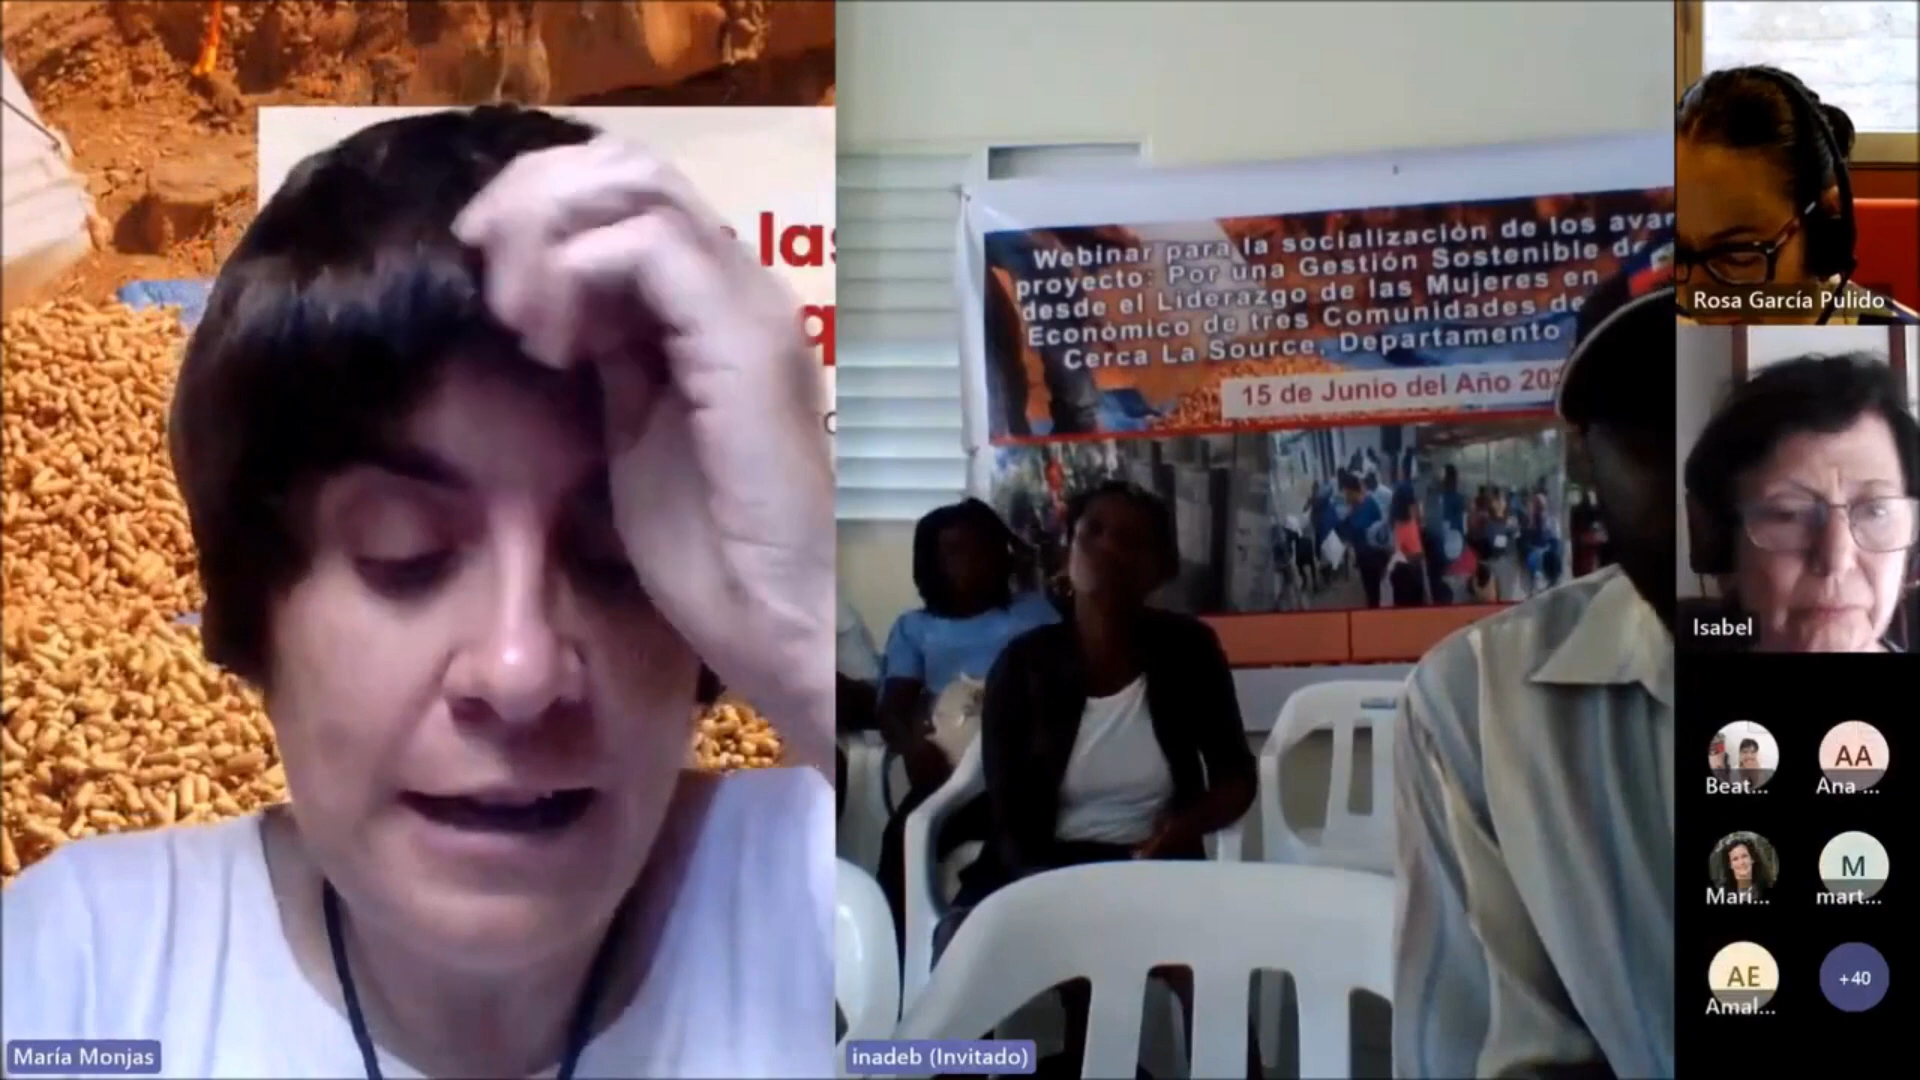 las
q
María Monjas
Webinar para la socialización de los avan
proyecto: Por una Gestión Sostenible de
desde el Liderazgo de las Mujeres en
Económico de tres Comunidades de
Cerca La Source, Departamento
15 de Junio del Año 202
inadeb (Invitado)
Rosa García Pulido
Isabel
Beat...
AA
Ana ...
Marí...
M
mart...
AE
Amal...
+40